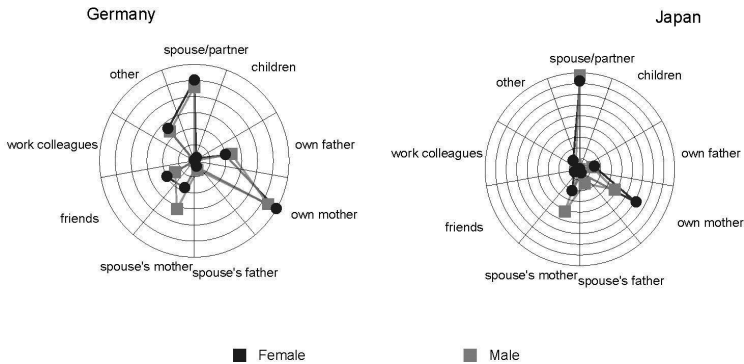 Germany
Japan
spouse/partner
children
other
own father
work colleagues
own mother
friends
spouse's mother
spouse's father
spouse/partner
children
other
own father
work colleagues
own mother
friends
spouse's mother
spouse's father
Female
Male